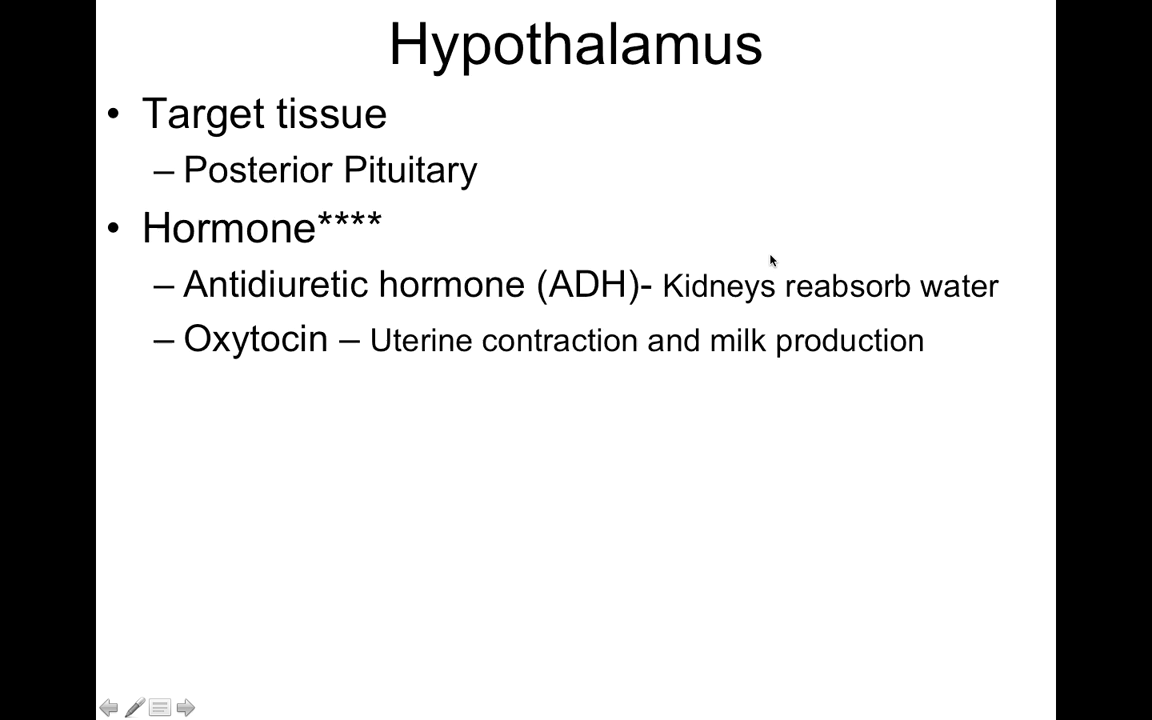 Hypothalamus
• Target tissue
– Posterior Pituitary
• Hormone****
– Antidiuretic hormone (ADH)- Kidneys reabsorb water
– Oxytocin – Uterine contraction and milk production